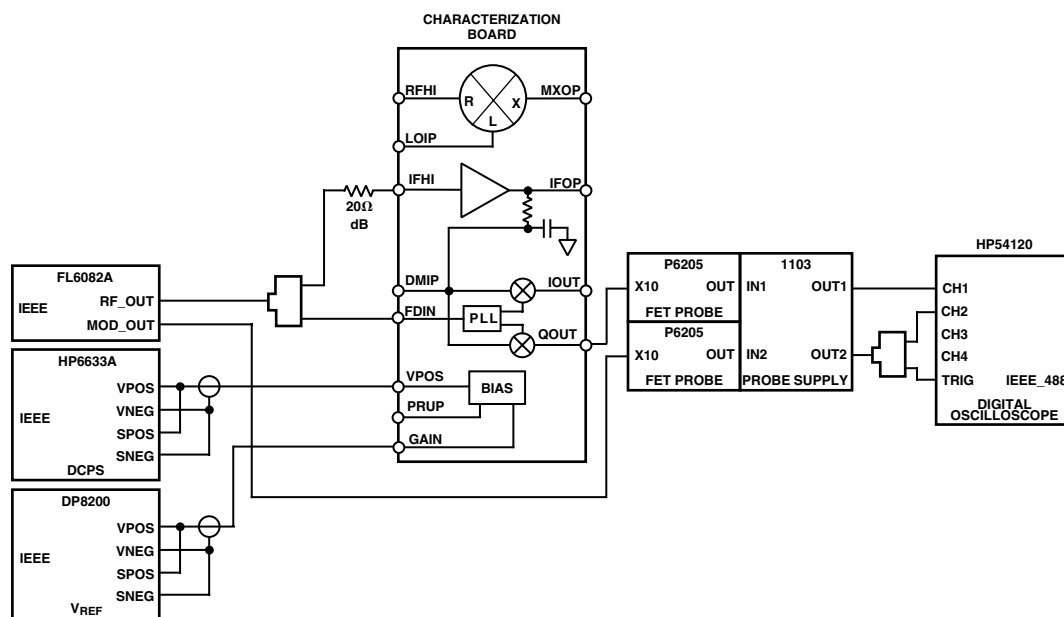 CHARACTERIZATION
BOARD
RFHI
R
X
L
MXOP
LOIP
IFHI
IFOP
20Ω
dB
FL6082A
IEEE
RF_OUT
MOD_OUT
DMIP
IOUT
FDIN
PLL
QOUT
HP6633A
IEEE
VPOS
VNEG
SPOS
SNEG
DCPS
VPOS
BIAS
PRUP
GAIN
DP8200
IEEE
VPOS
VNEG
SPOS
SNEG
VREF
P6205
X10
OUT
FET PROBE
P6205
X10
OUT
FET PROBE
1103
IN1
OUT1
IN2
OUT2
PROBE SUPPLY
HP54120
CH1
CH2
CH3
CH4
TRIG
IEEE_488
DIGITAL
OSCILLOSCOPE